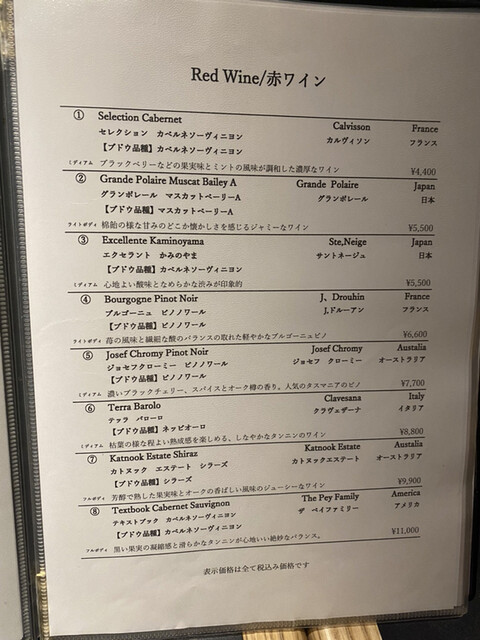 Red Wine/赤ワイン
① Selection Cabernet Calvisson France
セレクション カベルネソーヴィニヨン カルヴィソン フランス
【ブドウ品種】カベルネソーヴィニヨン
ミディアム ブラックベリーなどの果実味とミントの風味が調和した濃厚なワイン ¥4,400
② Grande Polaire Muscat Bailey A Grande Polaire Japan
グランポレール マスカットベーリーA グランポレール 日本
【ブドウ品種】マスカットベーリーA
ライトボディ 綿飴の様な甘みのどこか懐かしさを感じるジャミーなワイン ¥5,500
③ Excellente Kaminoyama Ste,Neige Japan
エクセラント かみのやま サントネージュ 日本
【ブドウ品種】カベルネソーヴィニヨン
ミディアム 心地よい酸味となめらかな渋みが印象的 ¥5,500
④ Bourgogne Pinot Noir J、Drouhin France
ブルゴーニュ ピノノワール J,ドルーアン フランス
【ブドウ品種】ピノノワール
ライトボディ 苺の風味と繊細な酸のバランスの取れた軽やかなブルゴーニュピノ ¥6,600
⑤ Josef Chromy Pinot Noir Josef Chromy Austalia
ジョセフクローミー ピノノワール ジョセフ クローミー オーストラリア
【ブドウ品種】ピノノワール
ミディアム 濃いブラックチェリー、スパイスとオーク樽の香り。人気のタスマニアのピノ ¥7,700
⑥ Terra Barolo Clavesana Italy
テッラ バローロ クラヴェザーナ イタリア
【ブドウ品種】ネッビオーロ
ミディアム 枯葉の様な程よい熟成感を楽しめる、しなやかなタンニンのワイン ¥8,800
⑦ Katnook Estate Shiraz Katnook Estate Austalia
カトヌック エステート シラーズ カトヌックエステート オーストラリア
【ブドウ品種】シラーズ
フルボディ 芳醇で熟した果実味とオークの香ばしい風味のジューシーなワイン ¥9,900
⑧ Textbook Cabernet Sauvignon The Pey Family America
テキストブック カベルネソーヴィニヨン ザ ペイファミリー アメリカ
【ブドウ品種】カベルネソーヴィニヨン
フルボディ 黒い果実の凝縮感と滑らかなタンニンが心地いい絶妙なバランス。 ¥11,000
表示価格は全て税込み価格です